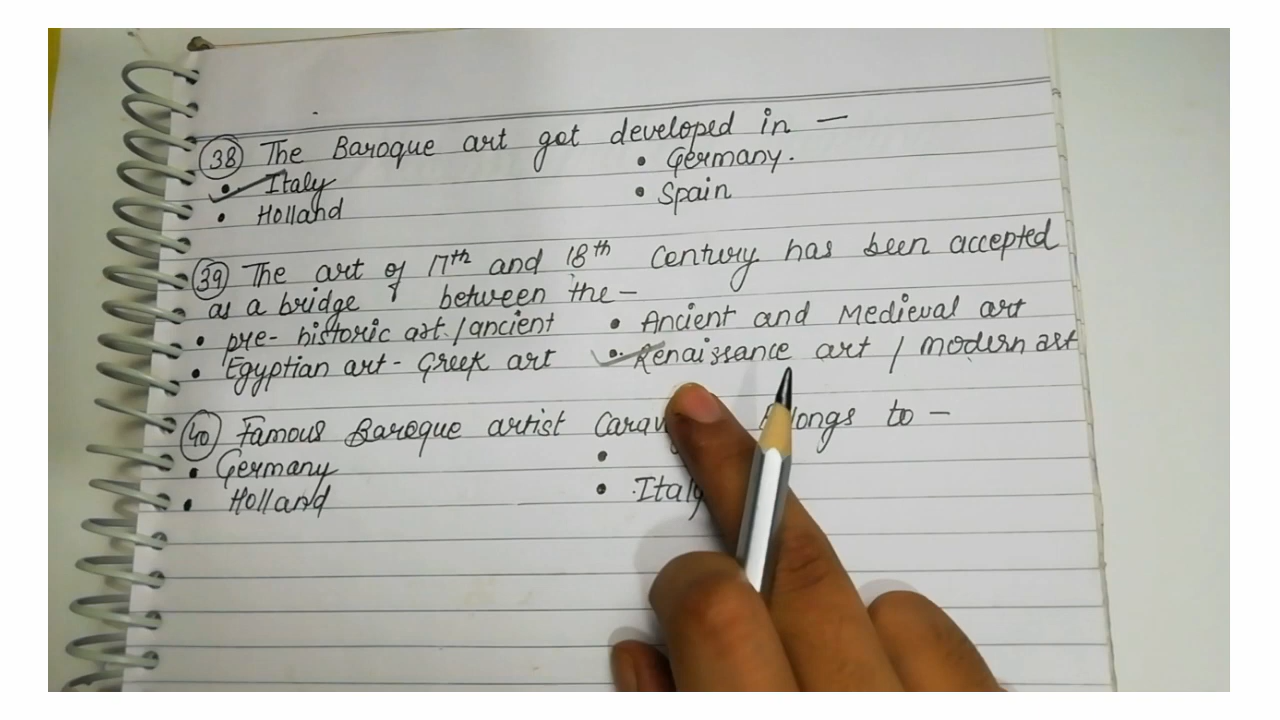 38 The Baroque art got developed in —
• Italy • Germany.
• Holland • Spain
39 The art of 17th and 18th Century has been accepted
as a bridge between the —
• pre-historic art./ancient • Ancient and Medieval art
• Egyptian art - Greek art • Renaissance art / modern art
40 Famous Baroque artist to —
• Germany •
• Holland • Italy